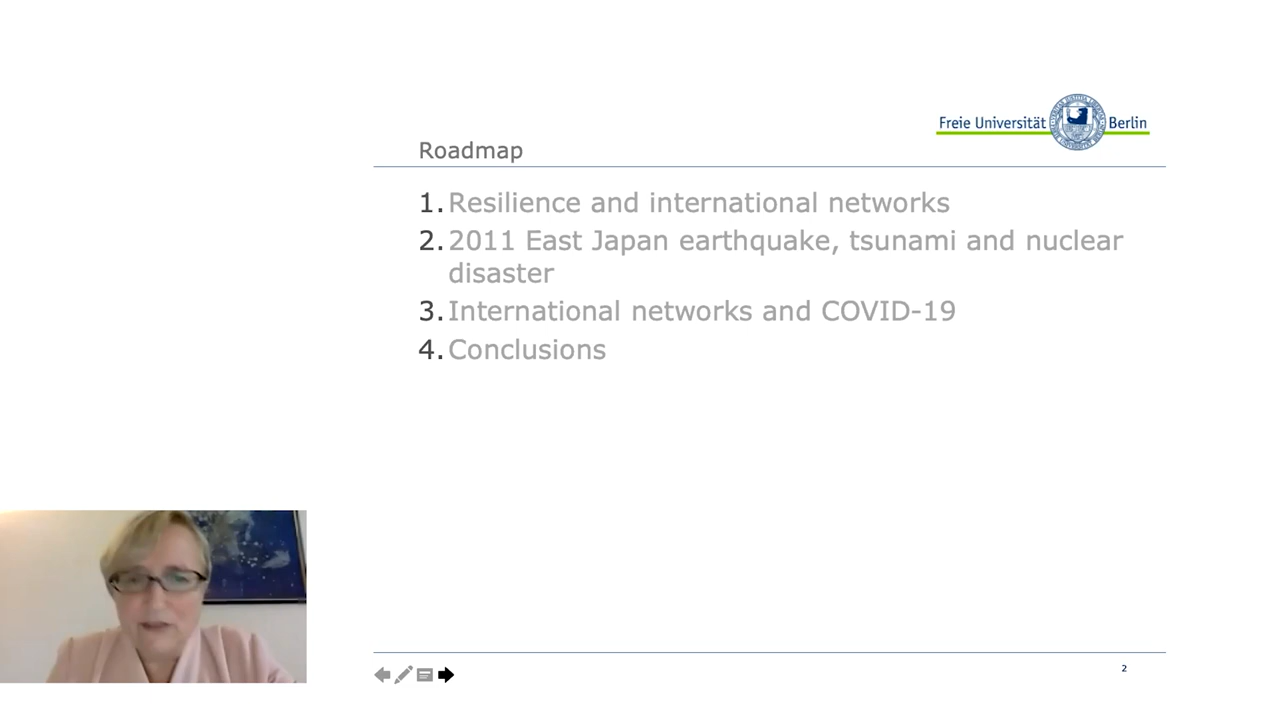 Freie Universität Berlin
Roadmap
1. Resilience and international networks
2. 2011 East Japan earthquake, tsunami and nuclear
disaster
3. International networks and COVID-19
4. Conclusions
2